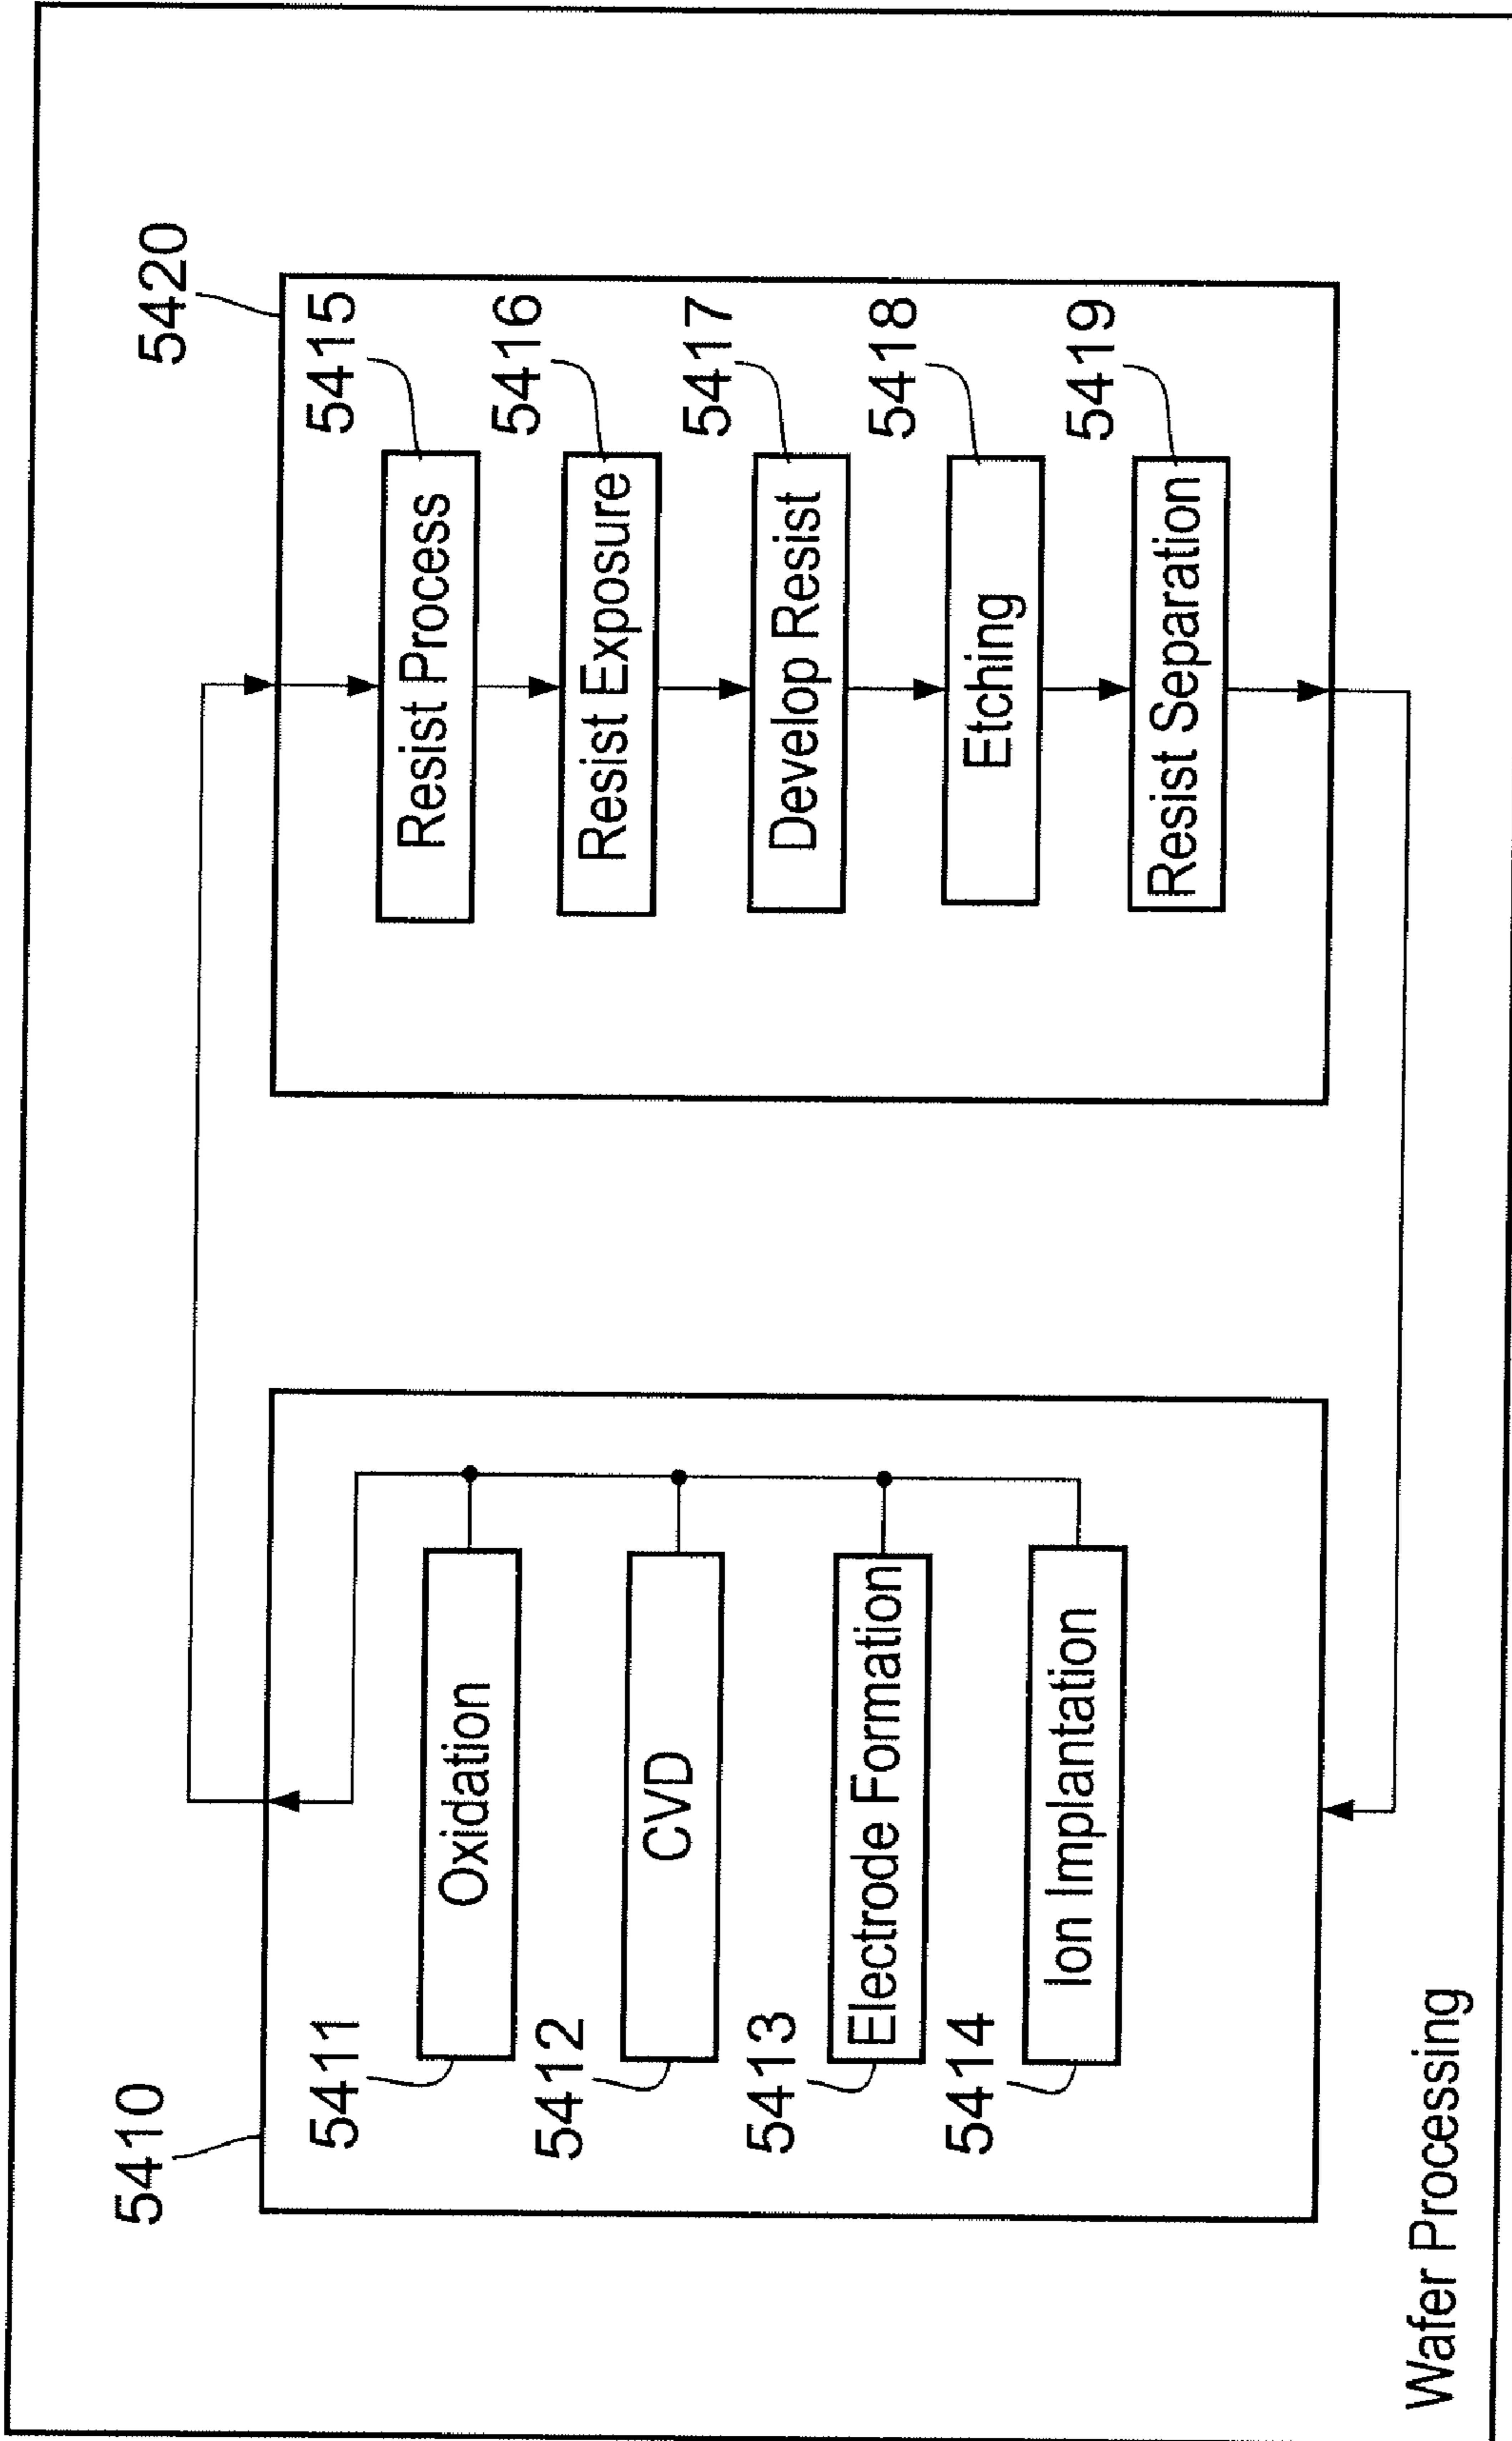 5410
5411
Oxidation
5412
CVD
5413
Electrode Formation
5414
Ion Implantation
5420
5415
Resist Process
5416
Resist Exposure
5417
Develop Resist
5418
Etching
5419
Resist Separation
Wafer Processing